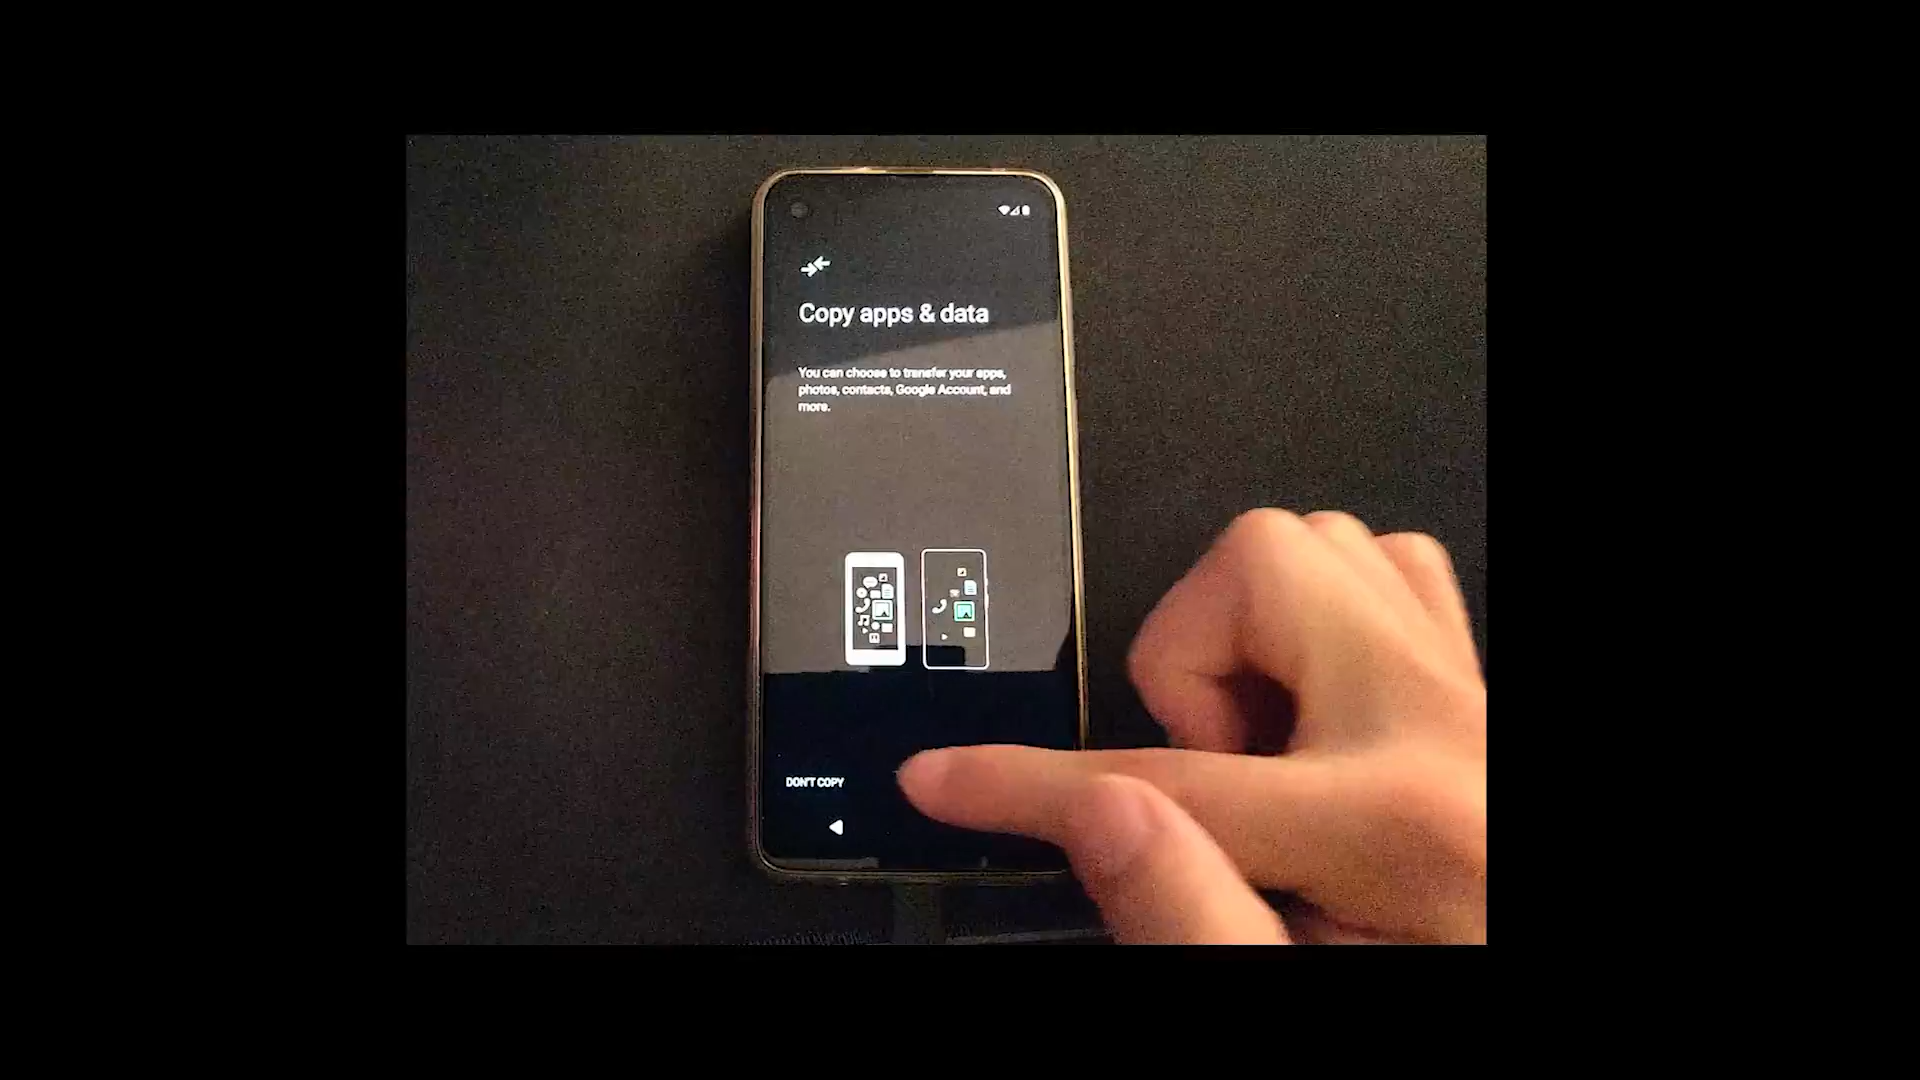 Copy apps & data
You can choose to transfer your apps,
photos, contacts, Google Account, and
more.
DON'T COPY